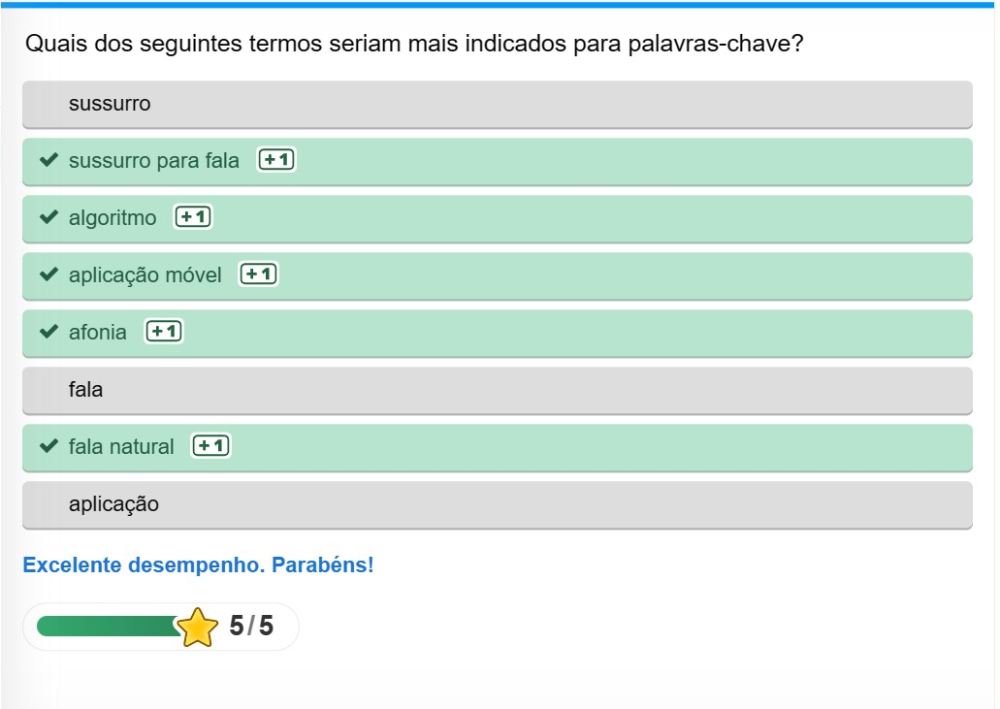 Quais dos seguintes termos seriam mais indicados para palavras-chave?
sussurro
sussurro para fala +1
algoritmo +1
aplicação móvel +1
afonia +1
fala
fala natural +1
aplicação
Excelente desempenho. Parabéns!
5/5